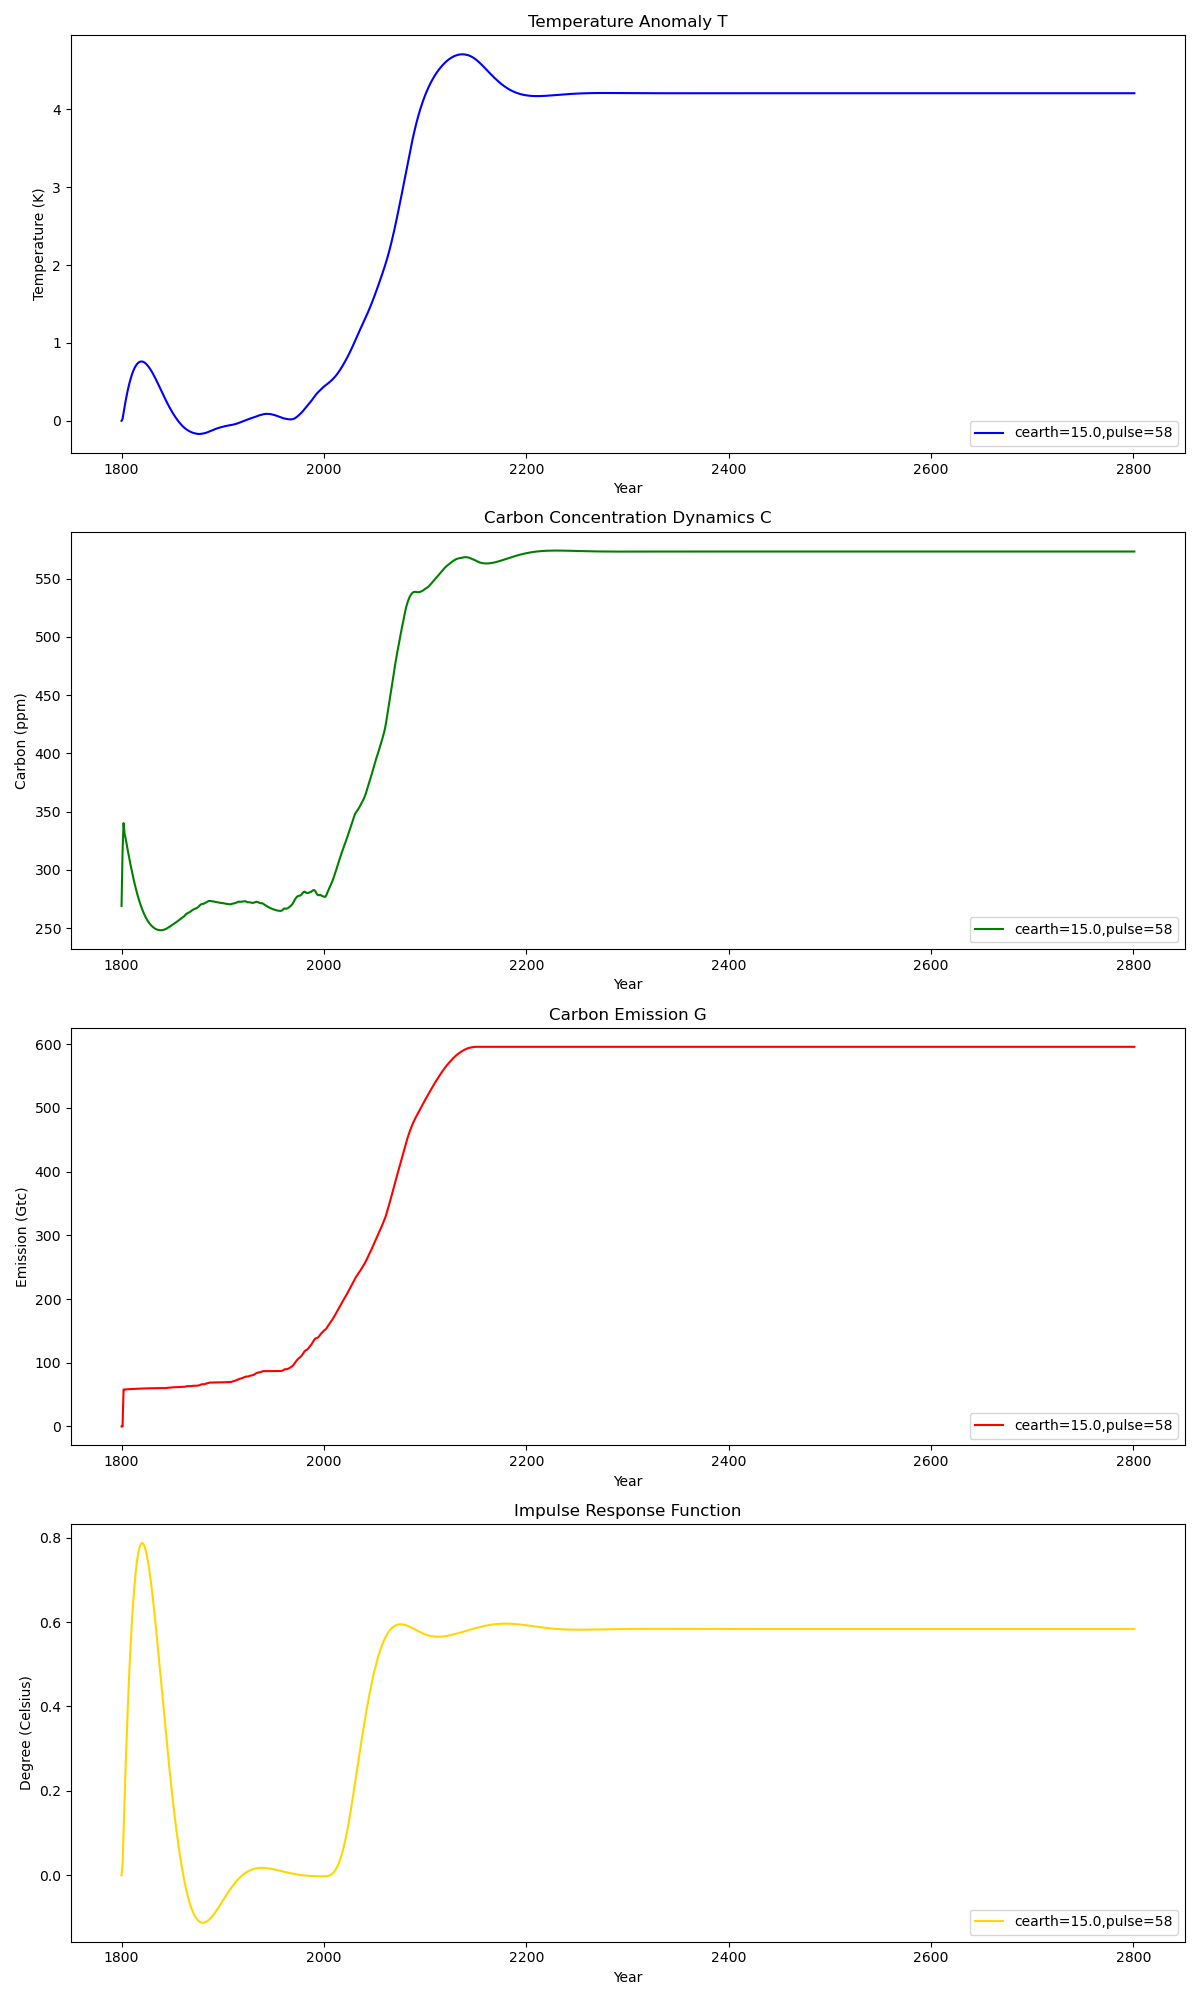 Temperature Anomaly T
Temperature (K)
4
3
2
1
0
cearth=15.0,pulse=58
1800 2000 2200 2400 2600 2800
Year
Carbon Concentration Dynamics C
Carbon (ppm)
550
500
450
400
350
300
250
cearth=15.0,pulse=58
1800 2000 2200 2400 2600 2800
Year
Carbon Emission G
Emission (Gtc)
600
500
400
300
200
100
0
cearth=15.0,pulse=58
1800 2000 2200 2400 2600 2800
Year
Impulse Response Function
Degree (Celsius)
0.8
0.6
0.4
0.2
0.0
cearth=15.0,pulse=58
1800 2000 2200 2400 2600 2800
Year